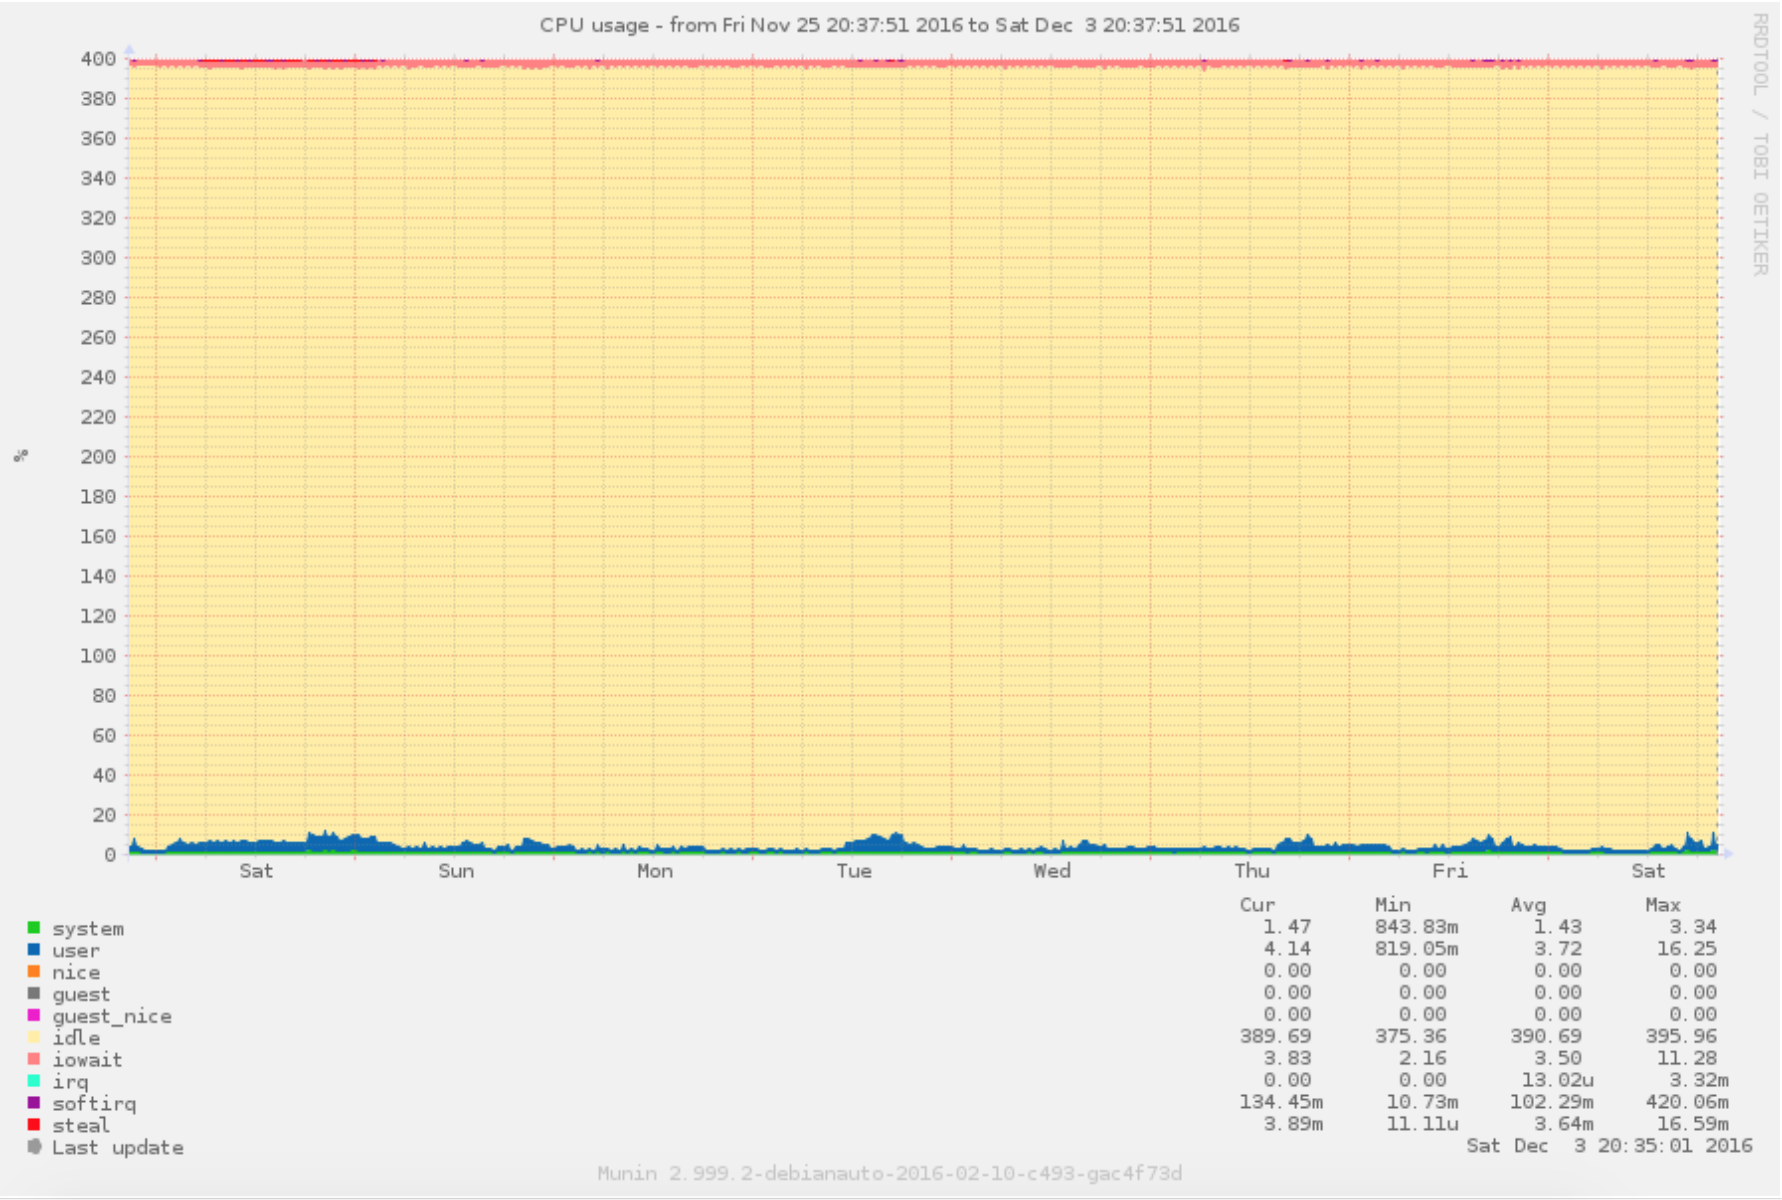 CPU usage - from Fri Nov 25 20:37:51 2016 to Sat Dec  3 20:37:51 2016
RRDTOOL / TOBI OETIKER
%
400
380
360
340
320
300
280
260
240
220
200
180
160
140
120
100
80
60
40
20
0
Sat Sun Mon Tue Wed Thu Fri Sat
Cur Min Avg Max
system 1.47 843.83m 1.43 3.34
user 4.14 819.05m 3.72 16.25
nice 0.00 0.00 0.00 0.00
guest 0.00 0.00 0.00 0.00
guest_nice 0.00 0.00 0.00 0.00
idle 389.69 375.36 390.69 395.96
iowait 3.83 2.16 3.50 11.28
irq 0.00 0.00 13.02u 3.32m
softirq 134.45m 10.73m 102.29m 420.06m
steal 3.89m 11.11u 3.64m 16.59m
Last update Sat Dec  3 20:35:01 2016
Munin 2.999.2-debianauto-2016-02-10-c493-gac4f73d